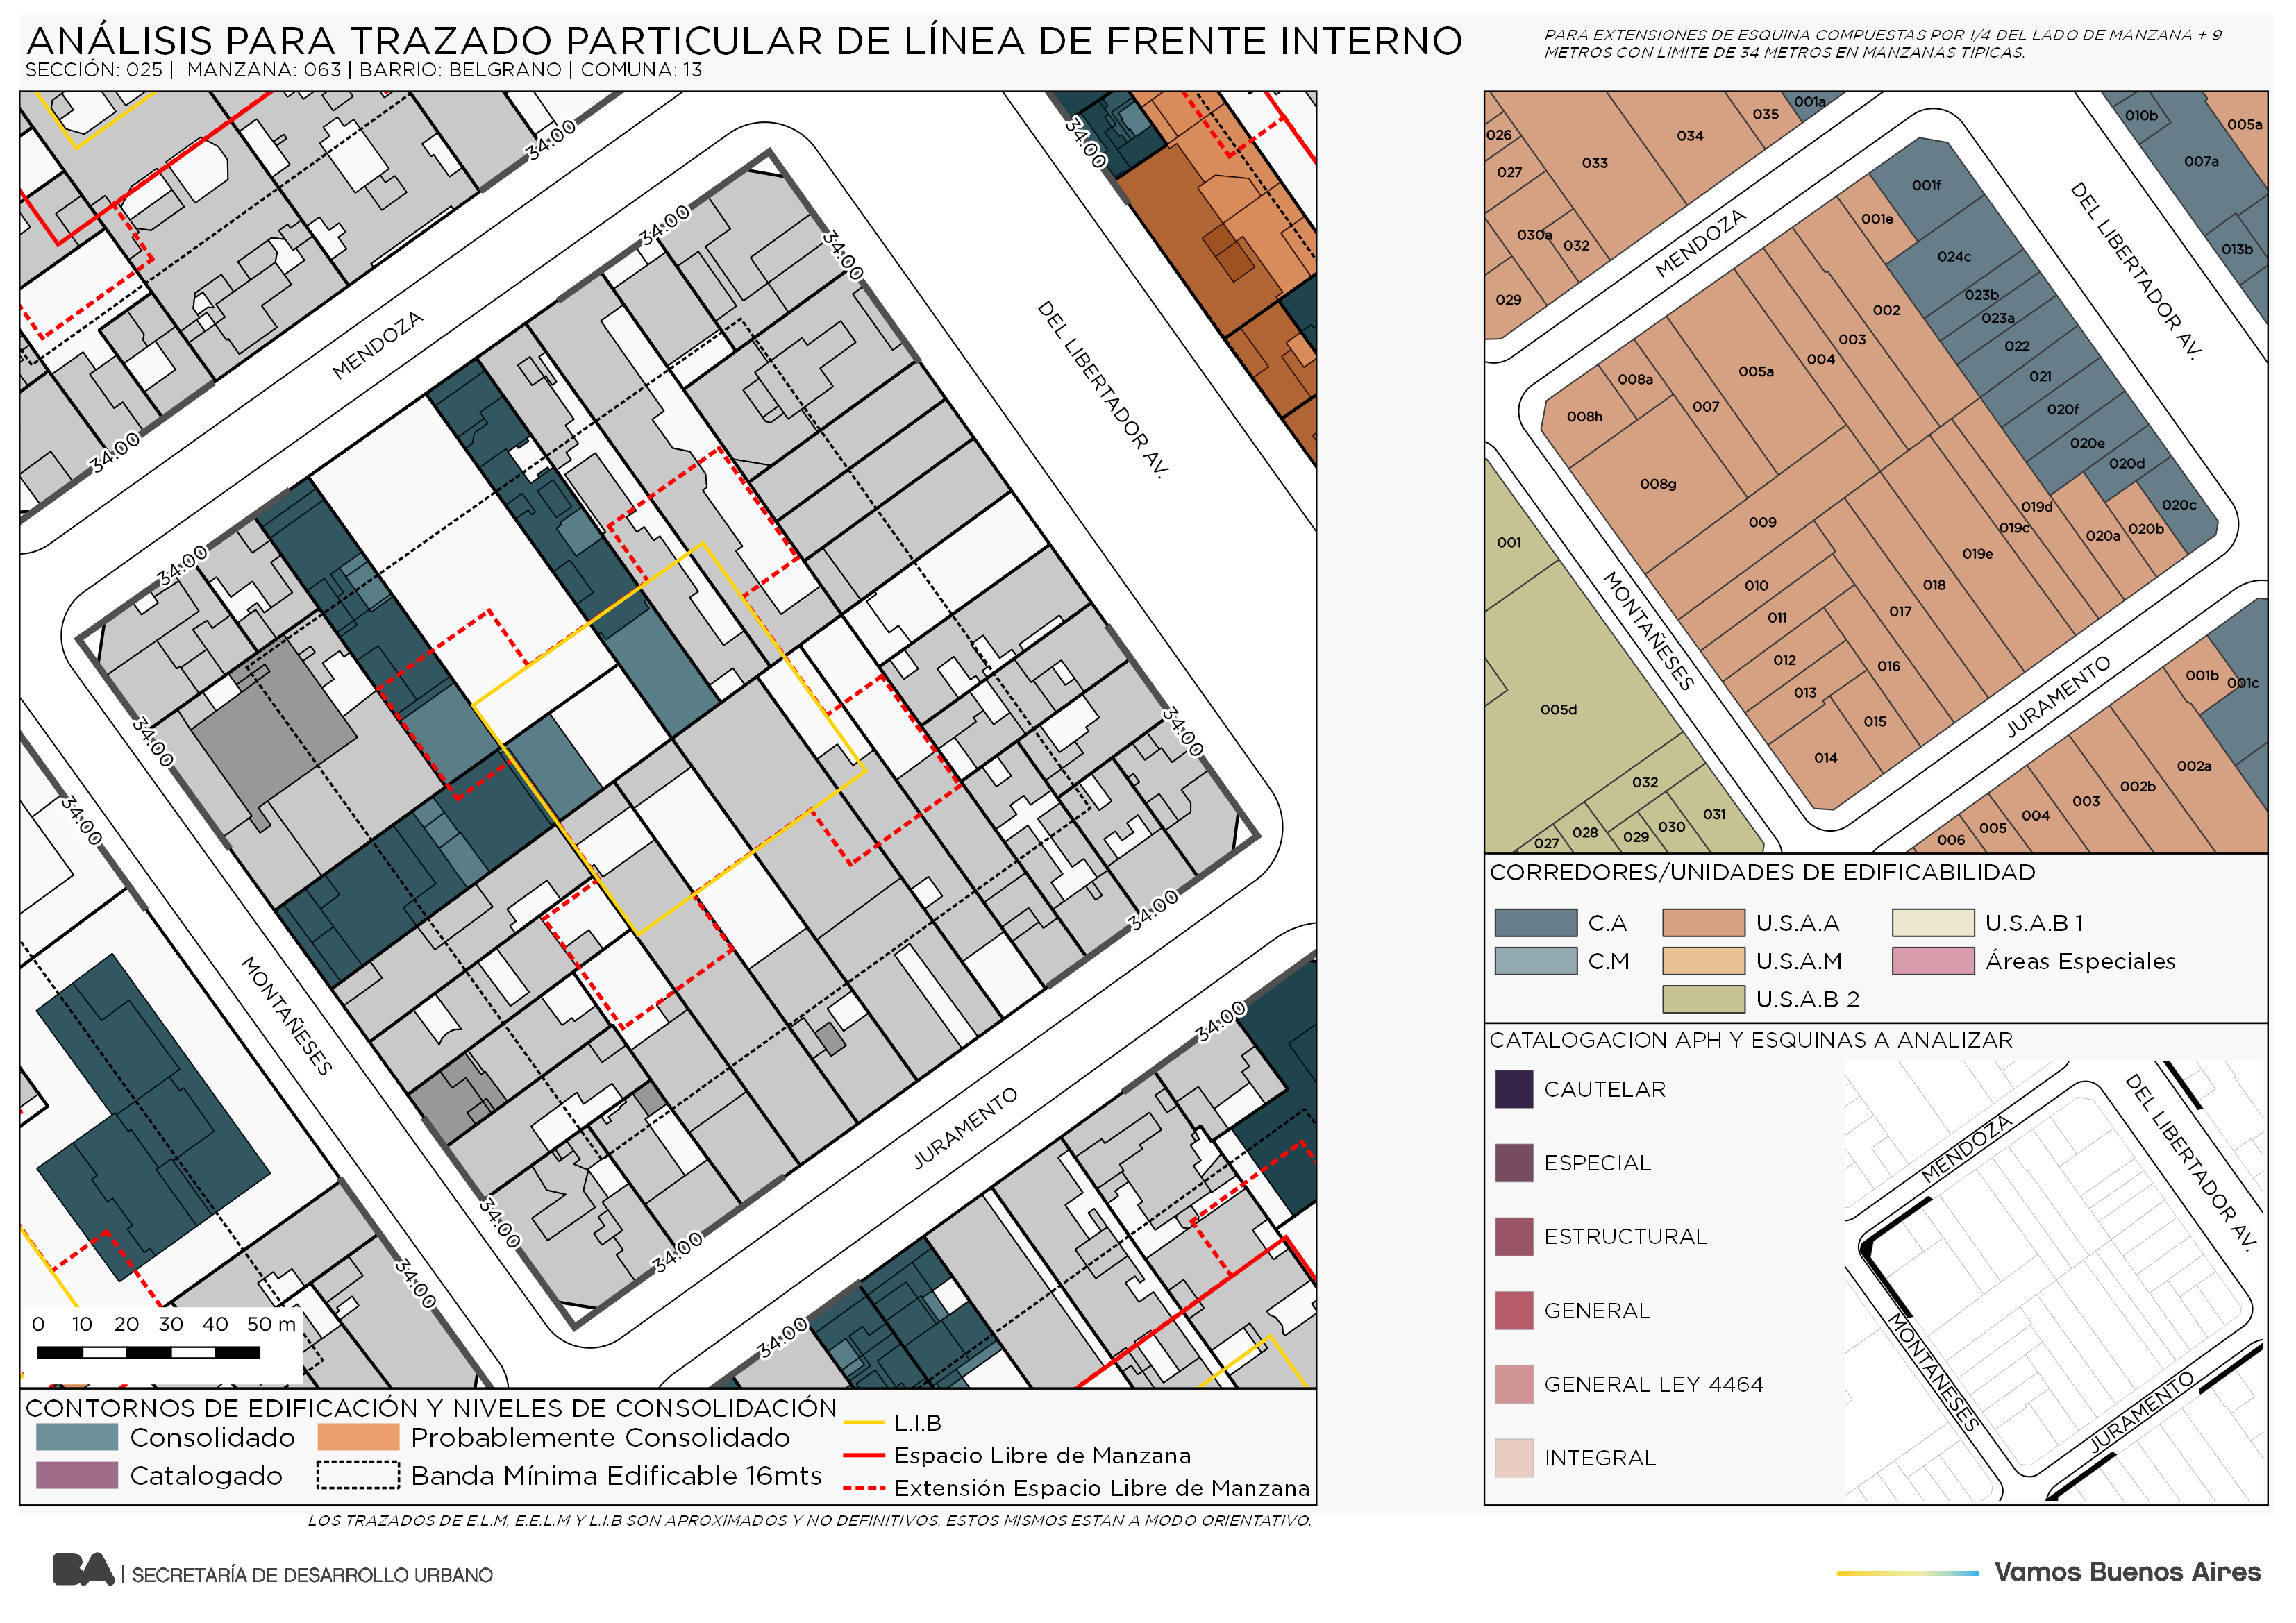 ANÁLISIS PARA TRAZADO PARTICULAR DE LÍNEA DE FRENTE INTERNO
SECCIÓN: 025 | MANZANA: 063 | BARRIO: BELGRANO | COMUNA: 13
PARA EXTENSIONES DE ESQUINA COMPUESTAS POR 1/4 DEL LADO DE MANZANA + 9
METROS CON LIMITE DE 34 METROS EN MANZANAS TIPICAS.
34:00
34:00
34:00
34:00
34:00
MENDOZA
DEL LIBERTADOR AV.
34:00
34:00
34:00
34:00
34:00
34:00
MONTAÑESES
JURAMENTO
34:00
34:00
34:00
34:00
34:00
0 10 20 30 40 50 m
CONTORNOS DE EDIFICACIÓN Y NIVELES DE CONSOLIDACIÓN
Consolidado
Probablemente Consolidado
Catalogado
Banda Mínima Edificable 16mts
L.I.B
Espacio Libre de Manzana
Extensión Espacio Libre de Manzana
LOS TRAZADOS DE E.L.M, E.E.L.M Y L.I.B SON APROXIMADOS Y NO DEFINITIVOS. ESTOS MISMOS ESTAN A MODO ORIENTATIVO.
026
027
033
034
035
001a
010b
005a
007a
013b
030a
032
029
MENDOZA
DEL LIBERTADOR AV.
001f
001e
024c
023b
023a
022
021
020f
020e
020d
020c
020b
020a
002
003
004
005a
007
008a
008h
008g
009
010
011
012
013
014
015
016
017
018
019e
019c
019d
MONTAÑESES
JURAMENTO
001
005d
032
031
030
029
028
027
001b
001c
002a
002b
003
004
005
006
CORREDORES/UNIDADES DE EDIFICABILIDAD
C.A
U.S.A.A
U.S.A.B 1
C.M
U.S.A.M
Áreas Especiales
U.S.A.B 2
CATALOGACION APH Y ESQUINAS A ANALIZAR
CAUTELAR
ESPECIAL
ESTRUCTURAL
GENERAL
GENERAL LEY 4464
INTEGRAL
MENDOZA
DEL LIBERTADOR AV.
MONTAÑESES
JURAMENTO
BA | SECRETARÍA DE DESARROLLO URBANO
Vamos Buenos Aires